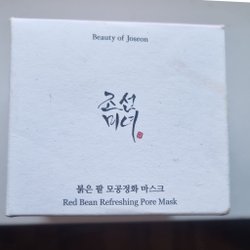 Beauty of Joseon
조선
미녀
붉은 팥 모공정화 마스크
Red Bean Refreshing Pore Mask